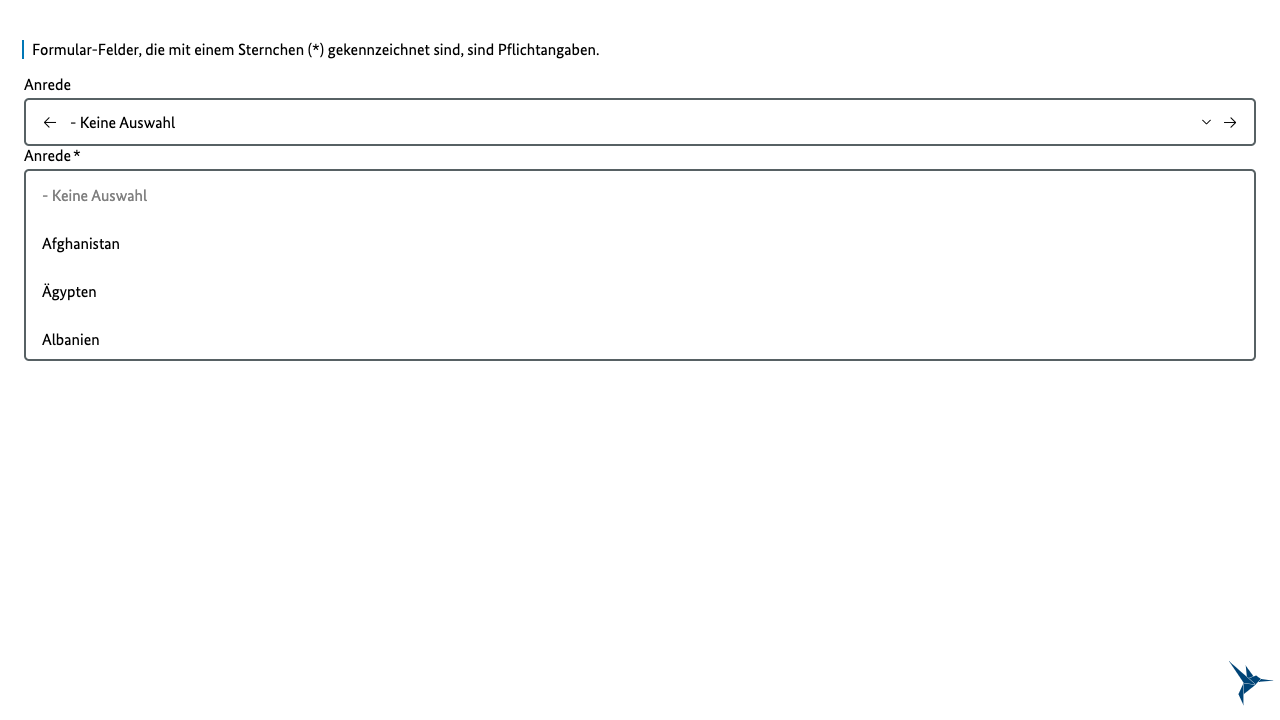 Formular-Felder, die mit einem Sternchen (*) gekennzeichnet sind, sind Pflichtangaben.
Anrede
- Keine Auswahl
Anrede*
- Keine Auswahl
Afghanistan
Ägypten
Albanien